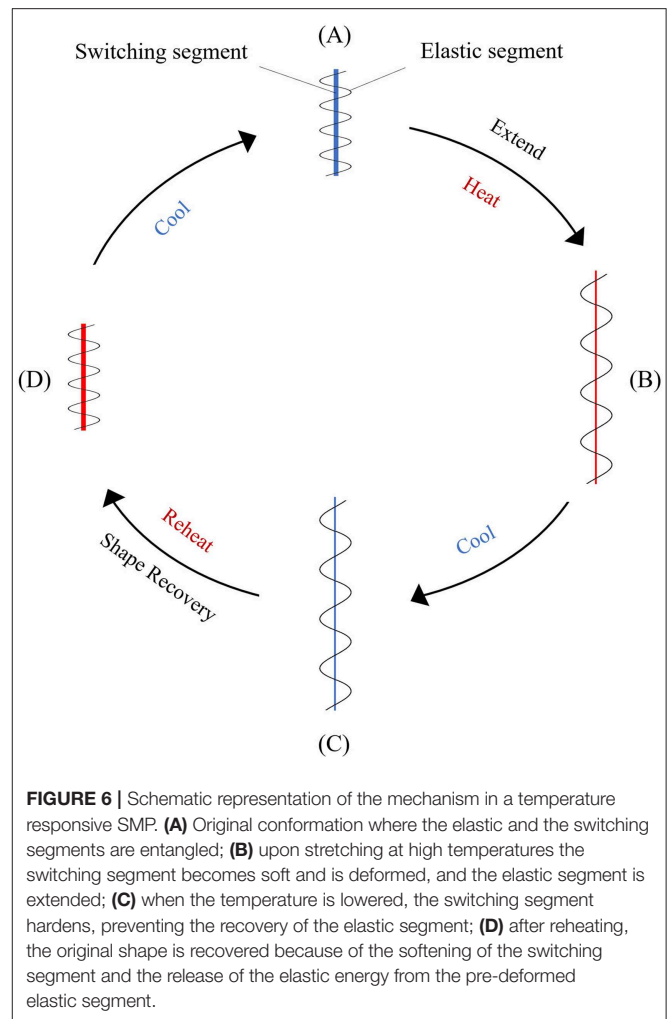 (A)
Switching segment
Elastic segment
Extend
Heat
Cool
(D)
(B)
Reheat
Shape Recovery
Cool
(C)
FIGURE 6 | Schematic representation of the mechanism in a temperature
responsive SMP. (A) Original conformation where the elastic and the switching
segments are entangled; (B) upon stretching at high temperatures the
switching segment becomes soft and is deformed, and the elastic segment is
extended; (C) when the temperature is lowered, the switching segment
hardens, preventing the recovery of the elastic segment; (D) after reheating,
the original shape is recovered because of the softening of the switching
segment and the release of the elastic energy from the pre-deformed
elastic segment.